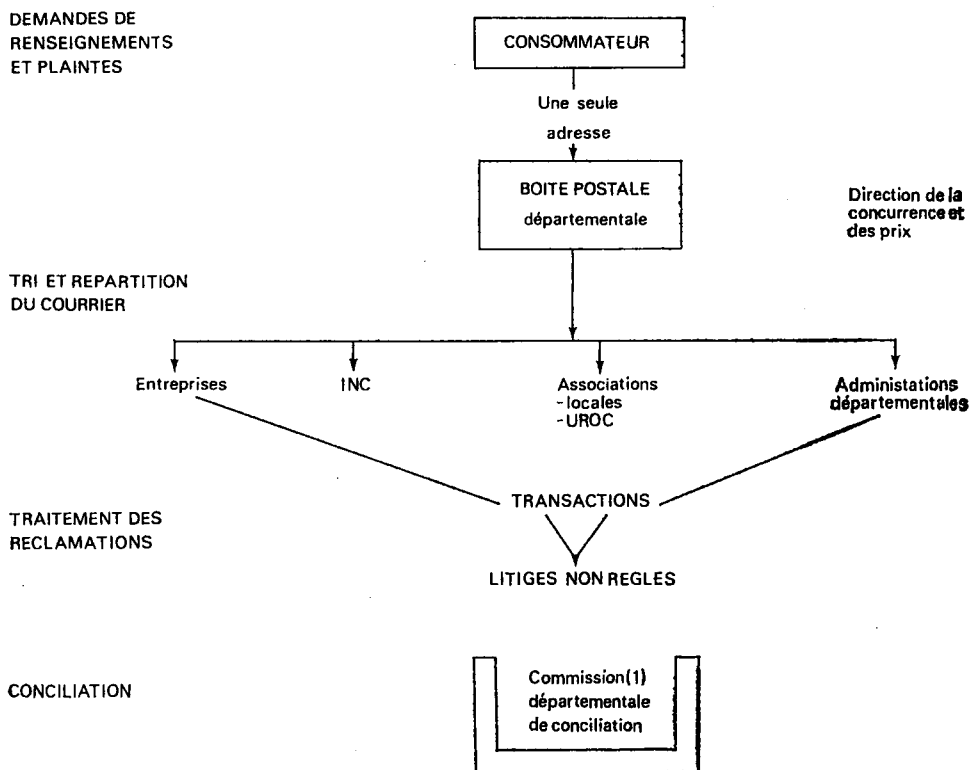 DEMANDES DE
RENSEIGNEMENTS
ET PLAINTES
CONSOMMATEUR
Une seule
adresse
BOITE POSTALE
départementale
Direction de la
concurrence et
des prix
TRI ET REPARTITION
DU COURRIER
Entreprises
INC
Associations
-locales
-UROC
Administations
départementales
TRANSACTIONS
TRAITEMENT DES
RECLAMATIONS
LITIGES NON REGLES
CONCILIATION
Commission(1)
départementale
de conciliation